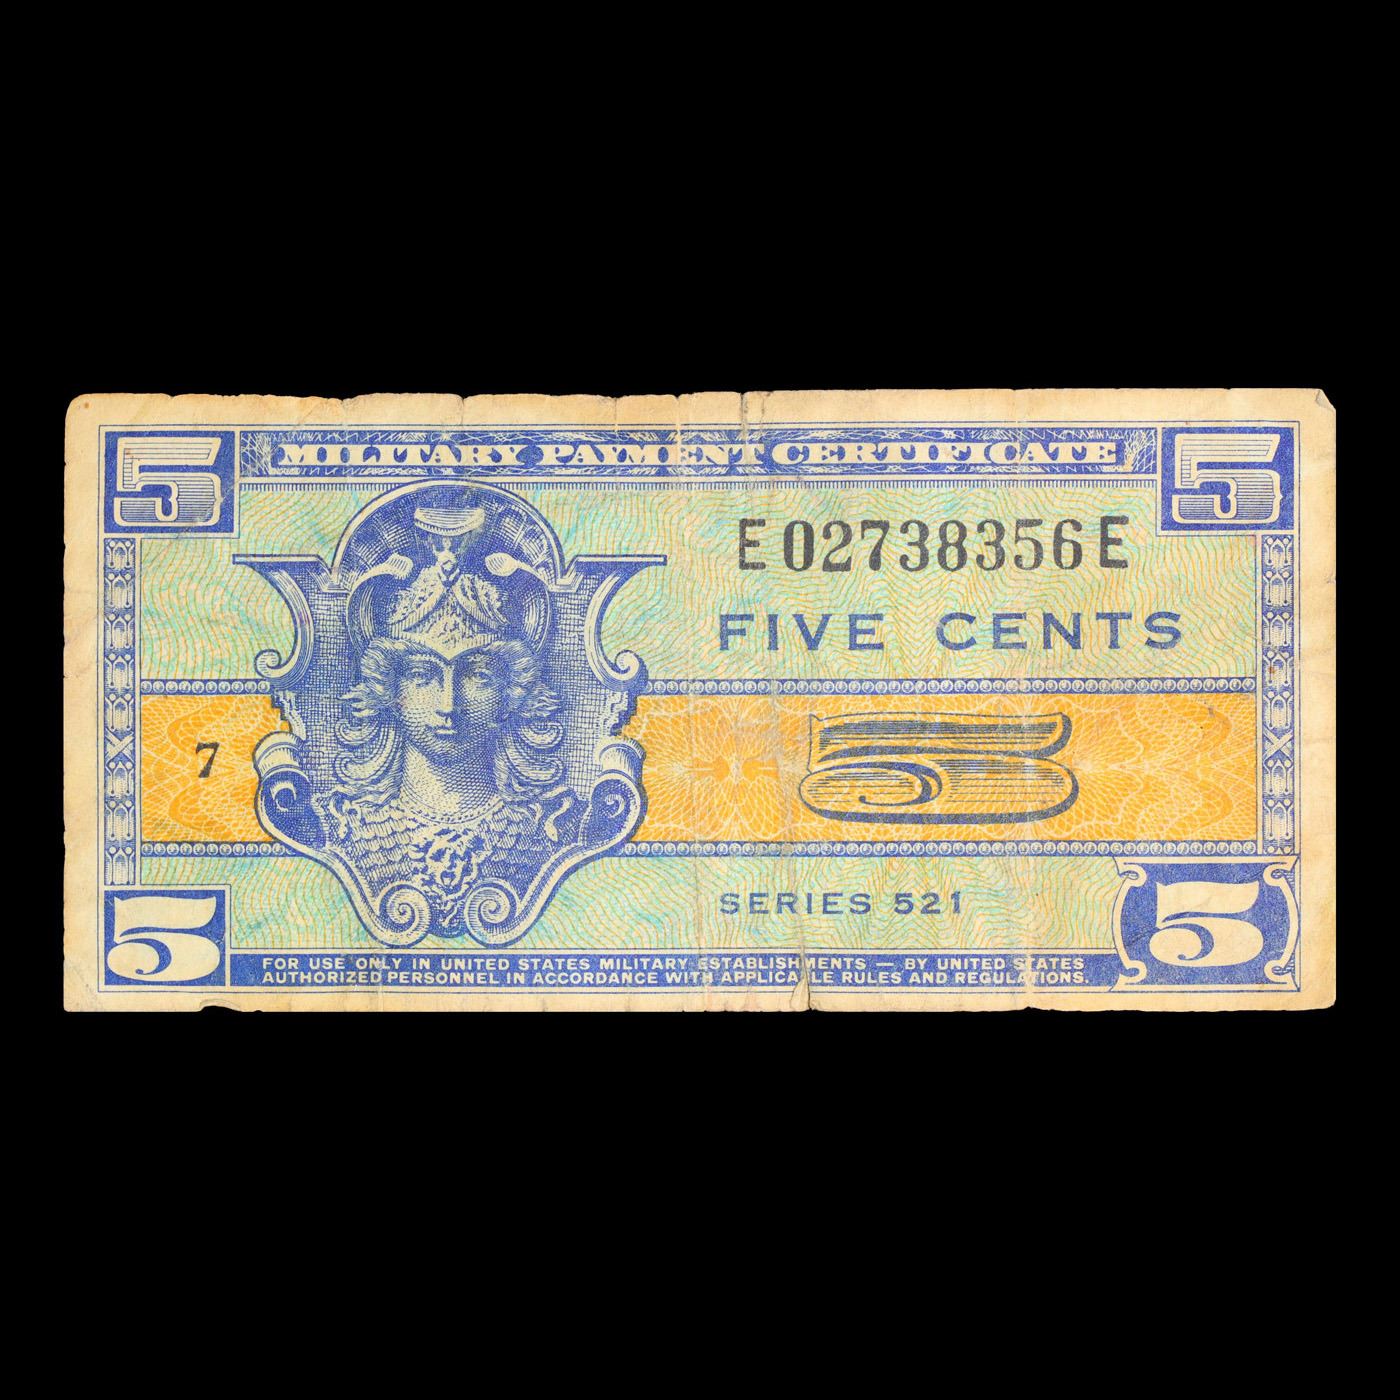 5 MILITARY PAYMENT CERTIFICATE 5
E02738356E
FIVE CENTS
7 5
SERIES 521
5 5
FOR USE ONLY IN UNITED STATES MILITARY ESTABLISHMENTS — BY UNITED STATES
AUTHORIZED PERSONNEL IN ACCORDANCE WITH APPLICABLE RULES AND REGULATIONS.